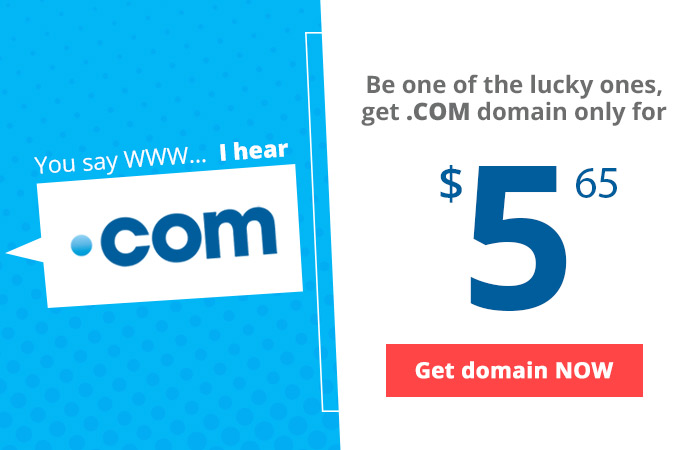 You say WWW... I hear
.com
Be one of the lucky ones,
get .COM domain only for
$5 65
Get domain NOW